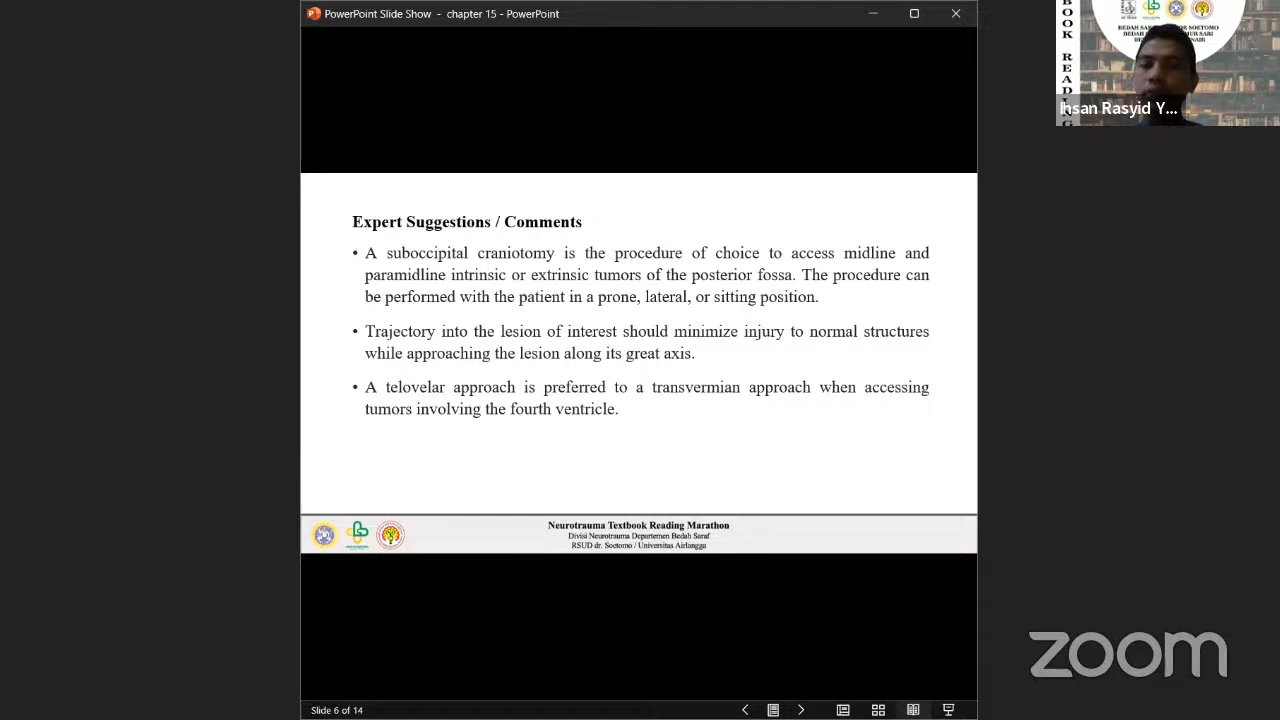 PowerPoint Slide Show - chapter 15 - PowerPoint
BOOK READING
BEDAH
Ihsan Rasyid Y...
Expert Suggestions / Comments
• A suboccipital craniotomy is the procedure of choice to access midline and
paramidline intrinsic or extrinsic tumors of the posterior fossa. The procedure can
be performed with the patient in a prone, lateral, or sitting position.
• Trajectory into the lesion of interest should minimize injury to normal structures
while approaching the lesion along its great axis.
• A telovelar approach is preferred to a transvermian approach when accessing
tumors involving the fourth ventricle.
Neurotrauma Textbook Reading Marathon
Divisi Neurotrauma Departemen Bedah Saraf
RSUD dr. Soetomo / Universitas Airlangga
zoom
Slide 6 of 14